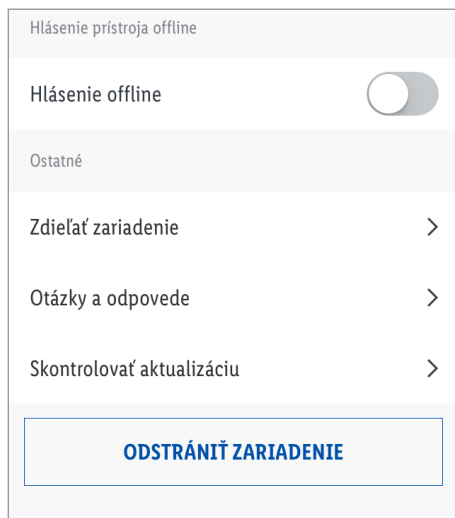 Hlásenie prístroja offline
Hlásenie offline
Ostatné
Zdieľať zariadenie
Otázky a odpovede
Skontrolovať aktualizáciu
ODSTRÁNIŤ ZARIADENIE